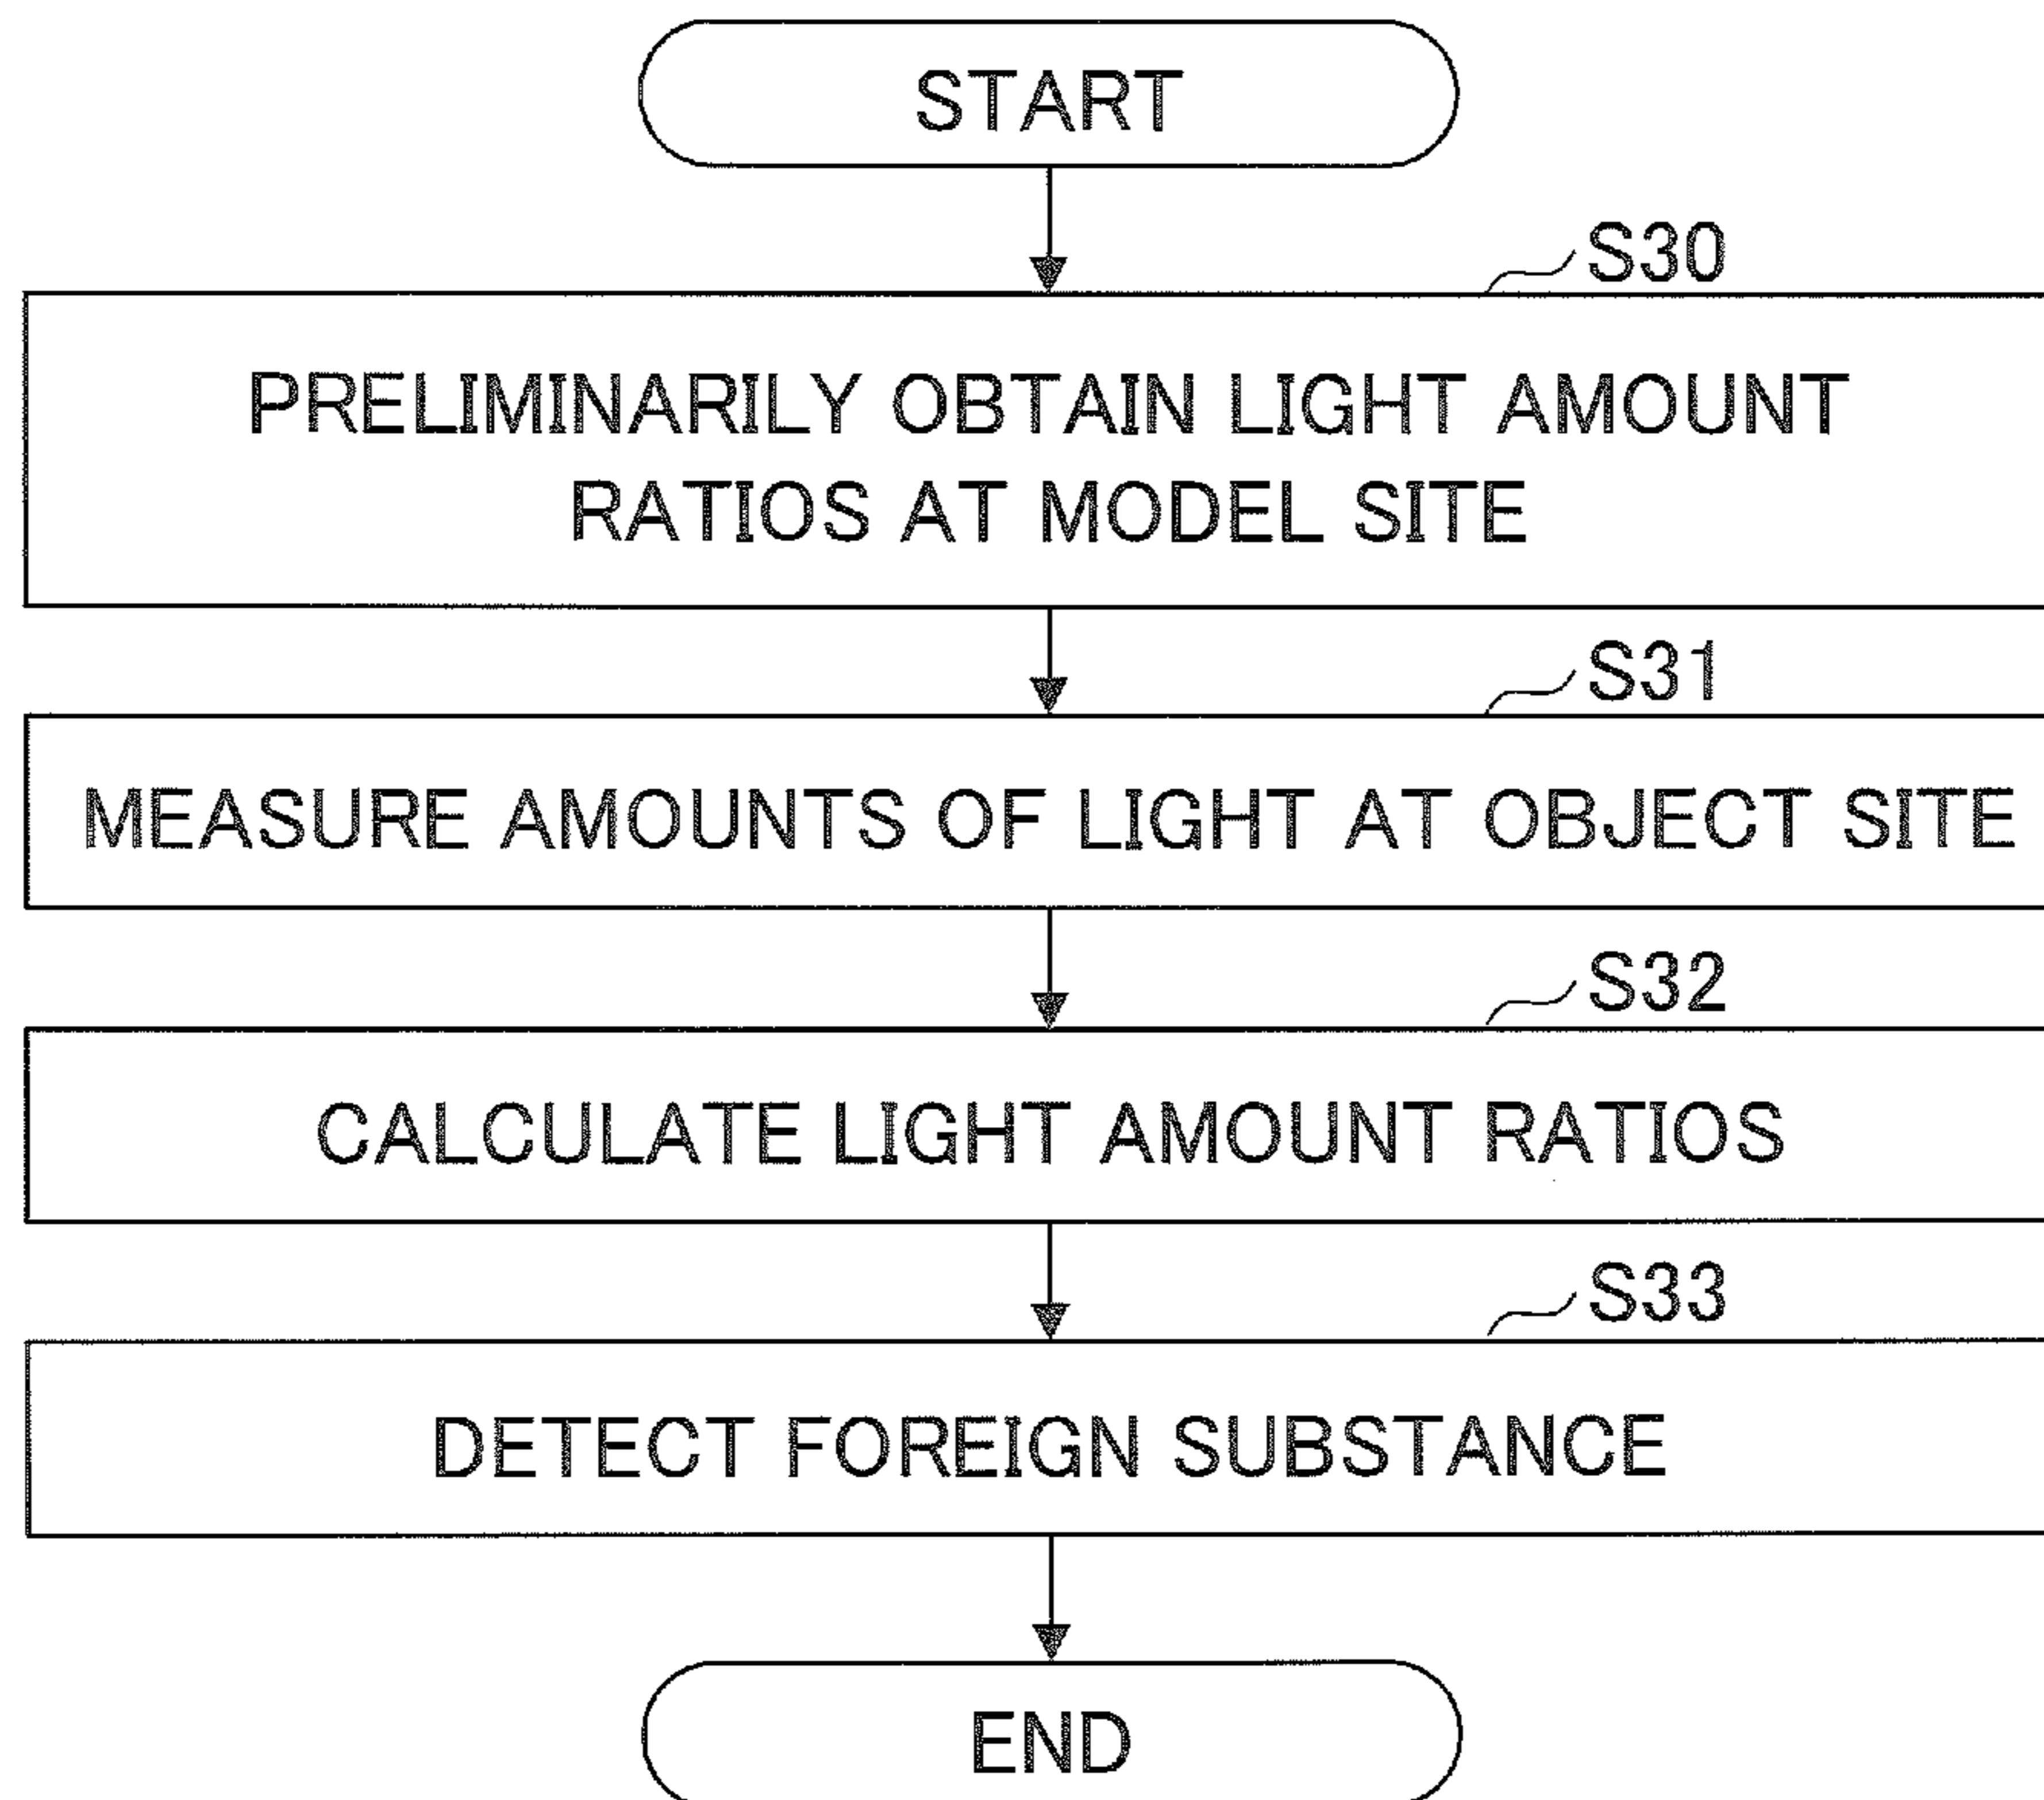 START
S30
PRELIMINARILY OBTAIN LIGHT AMOUNT
RATIOS AT MODEL SITE
S31
MEASURE AMOUNTS OF LIGHT AT OBJECT SITE
S32
CALCULATE LIGHT AMOUNT RATIOS
S33
DETECT FOREIGN SUBSTANCE
END